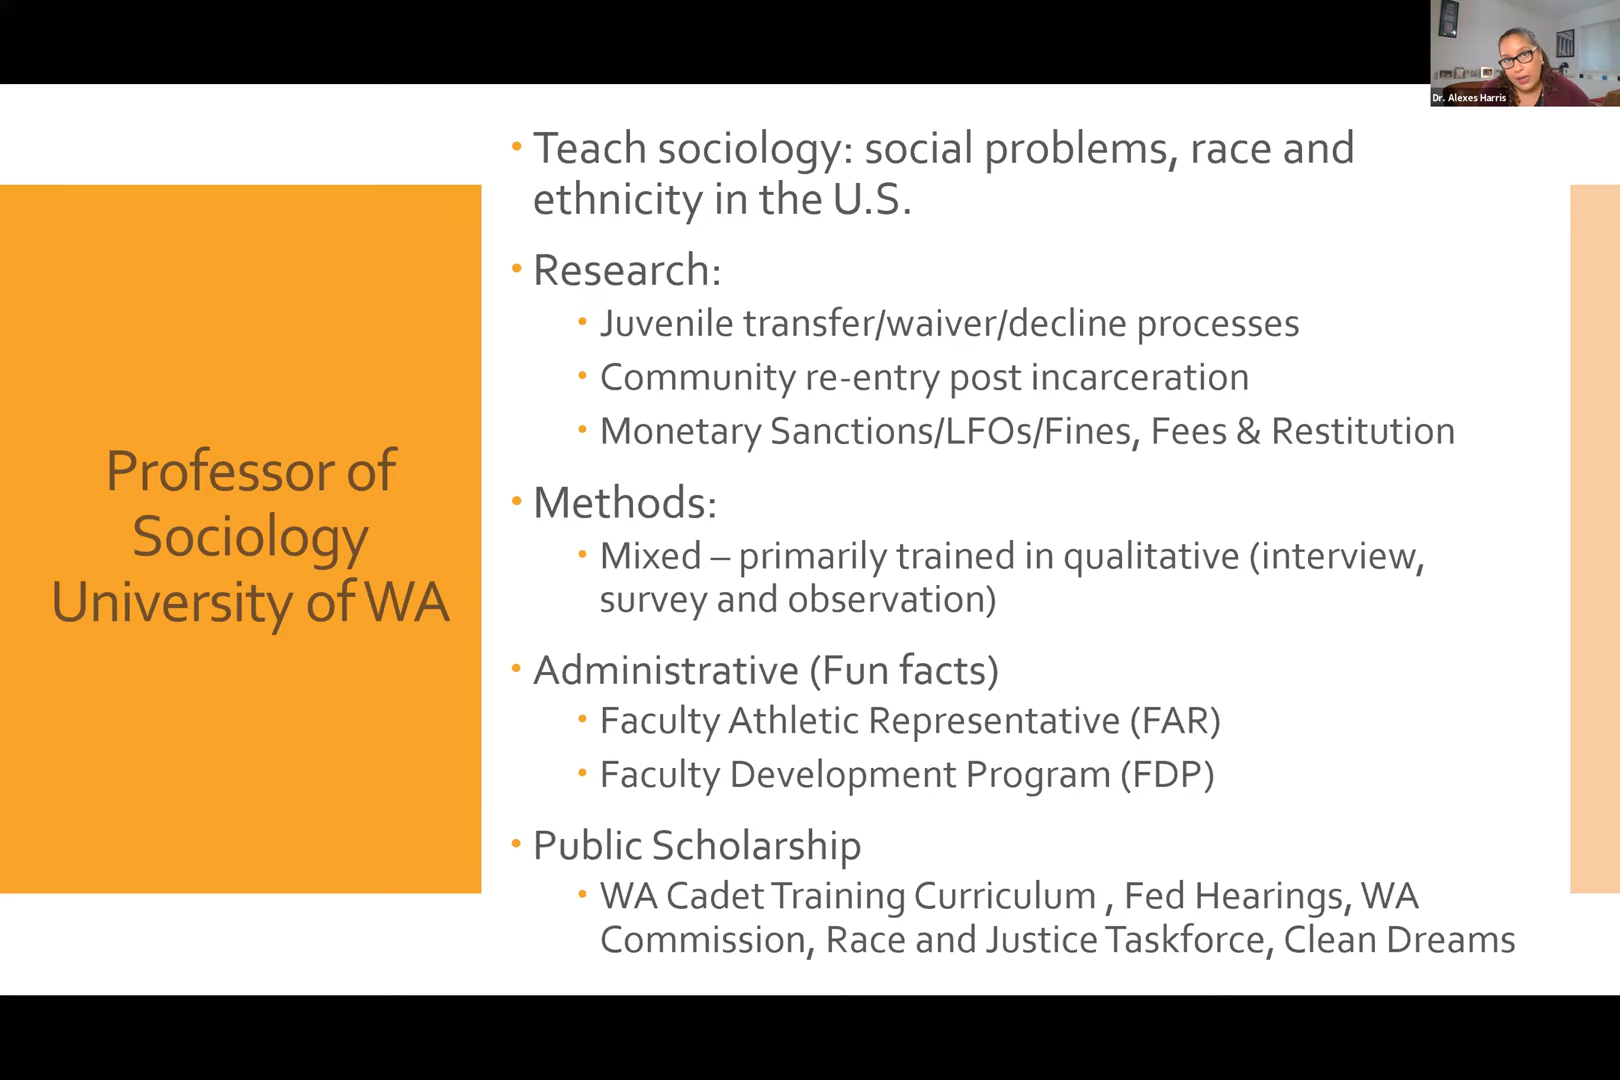 Dr. Alexes Harris
Professor of
Sociology
University of WA
• Teach sociology: social problems, race and
ethnicity in the U.S.
• Research:
• Juvenile transfer/waiver/decline processes
• Community re-entry post incarceration
• Monetary Sanctions/LFOs/Fines, Fees & Restitution
• Methods:
• Mixed – primarily trained in qualitative (interview,
survey and observation)
• Administrative (Fun facts)
• Faculty Athletic Representative (FAR)
• Faculty Development Program (FDP)
• Public Scholarship
• WA Cadet Training Curriculum , Fed Hearings, WA
Commission, Race and Justice Taskforce, Clean Dreams